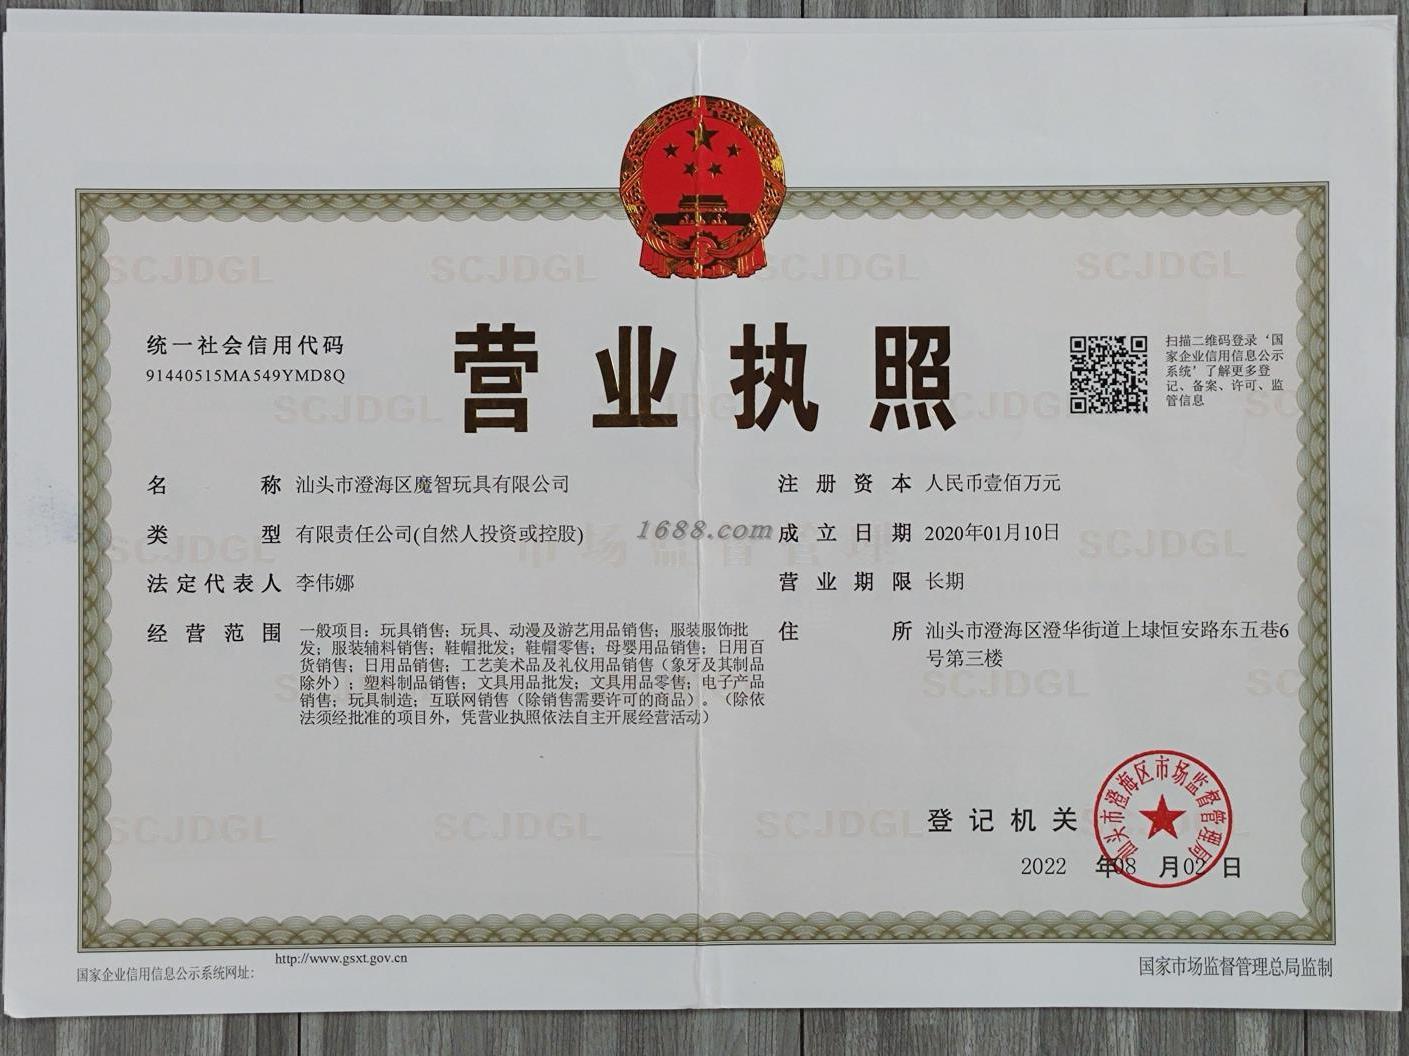 统一社会信用代码
91440515MA549YMD8Q
营业执照
扫描二维码登录‘国
家企业信用信息公示
系统’了解更多登
记、备案、许可、监
管信息
名称 汕头市澄海区魔智玩具有限公司
类型 有限责任公司(自然人投资或控股)
法定代表人 李伟娜
经营范围 一般项目：玩具销售；玩具、动漫及游艺用品销售；服装服饰批
发；服装辅料销售；鞋帽批发；鞋帽零售；母婴用品销售；日用百
货销售；日用品销售；工艺美术品及礼仪用品销售（象牙及其制品
除外）；塑料制品销售；文具用品批发；文具用品零售；电子产品
销售；玩具制造；互联网销售（除销售需要许可的商品）。（除依
法须经批准的项目外，凭营业执照依法自主开展经营活动）
1688.com
注册资本 人民币壹佰万元
成立日期 2020年01月10日
营业期限 长期
住所 汕头市澄海区澄华街道上埭恒安路东五巷6
号第三楼
登记机关
汕头市澄海区市场监督管理局
2022 年08 月02 日
SCJDGL
市场监督管理
国家企业信用信息公示系统网址：
http://www.gsxt.gov.cn
国家市场监督管理总局监制